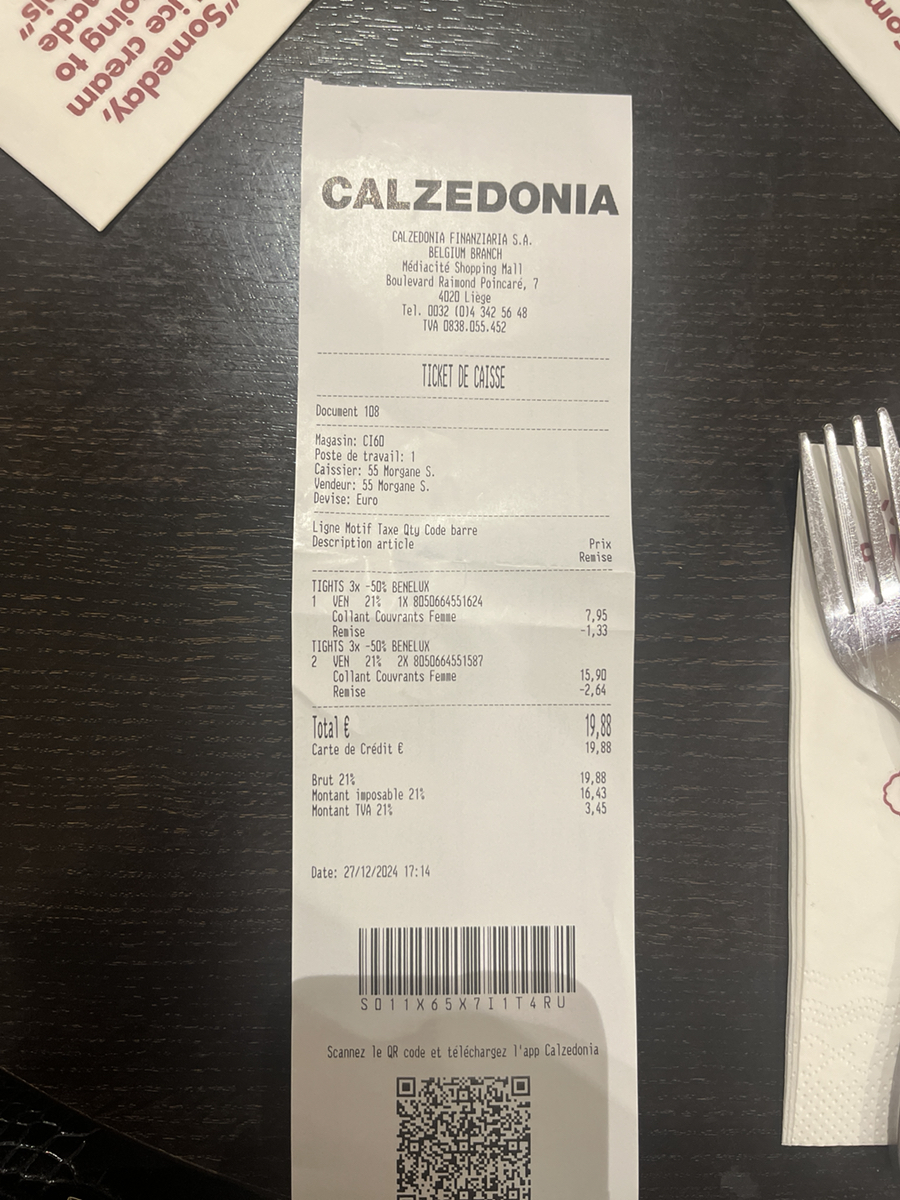 "Someday,
ice cream
oing to
nade
is"
CALZEDONIA
CALZEDONIA FINANZIARIA S.A.
BELGIUM BRANCH
Médiacité Shopping Mall
Boulevard Raimond Poincaré, 7
4020 Liège
Tel. 0032 (0)4 342 56 48
TVA 0838.055.452
TICKET DE CAISSE
Document 108
Magasin: CI60
Poste de travail: 1
Caissier: 55 Morgane S.
Vendeur: 55 Morgane S.
Devise: Euro
Ligne Motif Taxe Qty Code barre
Description article Prix
Remise
TIGHTS 3x -50% BENELUX
1 VEN 21% 1X 8050664551624
Collant Couvrants Femme 7,95
Remise -1,33
TIGHTS 3x -50% BENELUX
2 VEN 21% 2X 8050664551587
Collant Couvrants Femme 15,90
Remise -2,64
Total € 19,88
Carte de Crédit € 19,88
Brut 21% 19,88
Montant imposable 21% 16,43
Montant TVA 21% 3,45
Date: 27/12/2024 17:14
S011X65X7I1T4RU
Scannez le QR code et téléchargez l'app Calzedonia